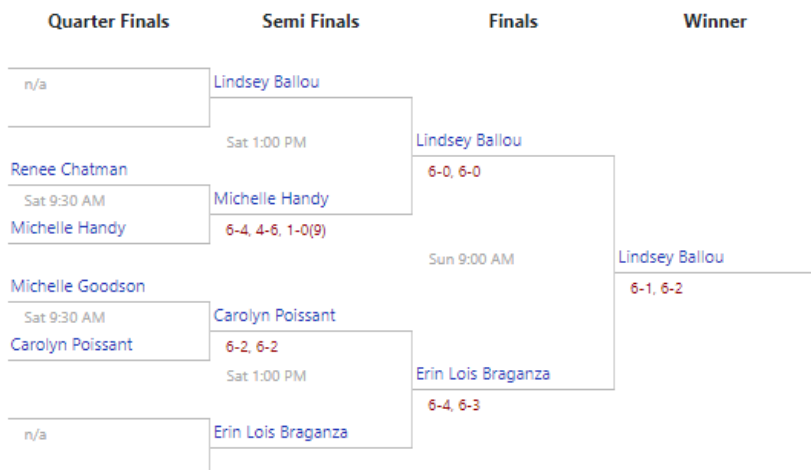 Quarter Finals Semi Finals Finals Winner
n/a
Lindsey Ballou
Sat 1:00 PM
Lindsey Ballou
6-0, 6-0
Renee Chatman
Sat 9:30 AM
Michelle Handy
Michelle Handy
6-4, 4-6, 1-0(9)
Sun 9:00 AM
Lindsey Ballou
6-1, 6-2
Michelle Goodson
Sat 9:30 AM
Carolyn Poissant
Carolyn Poissant
6-2, 6-2
Sat 1:00 PM
Erin Lois Braganza
6-4, 6-3
n/a
Erin Lois Braganza